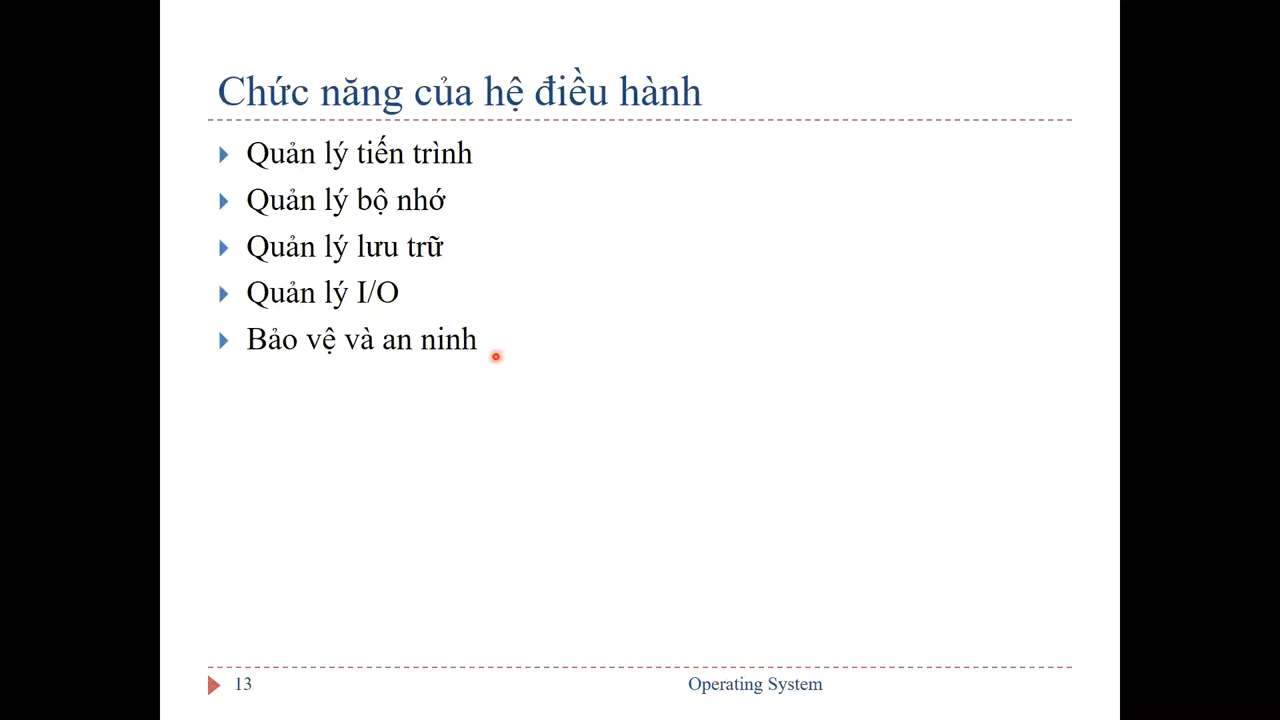 Chức năng của hệ điều hành
Quản lý tiến trình
Quản lý bộ nhớ
Quản lý lưu trữ
Quản lý I/O
Bảo vệ và an ninh
13
Operating System